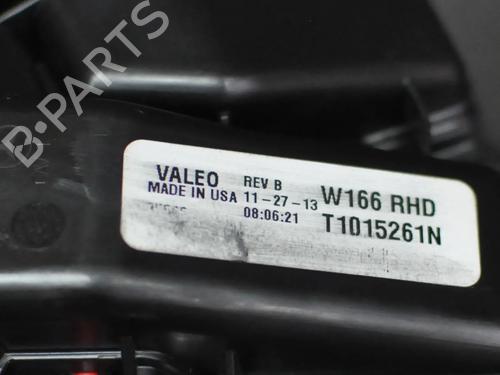 B-PARTS
VALEO REV B W166 RHD
MADE IN USA 11-27-13
08:06:21 T1015261N